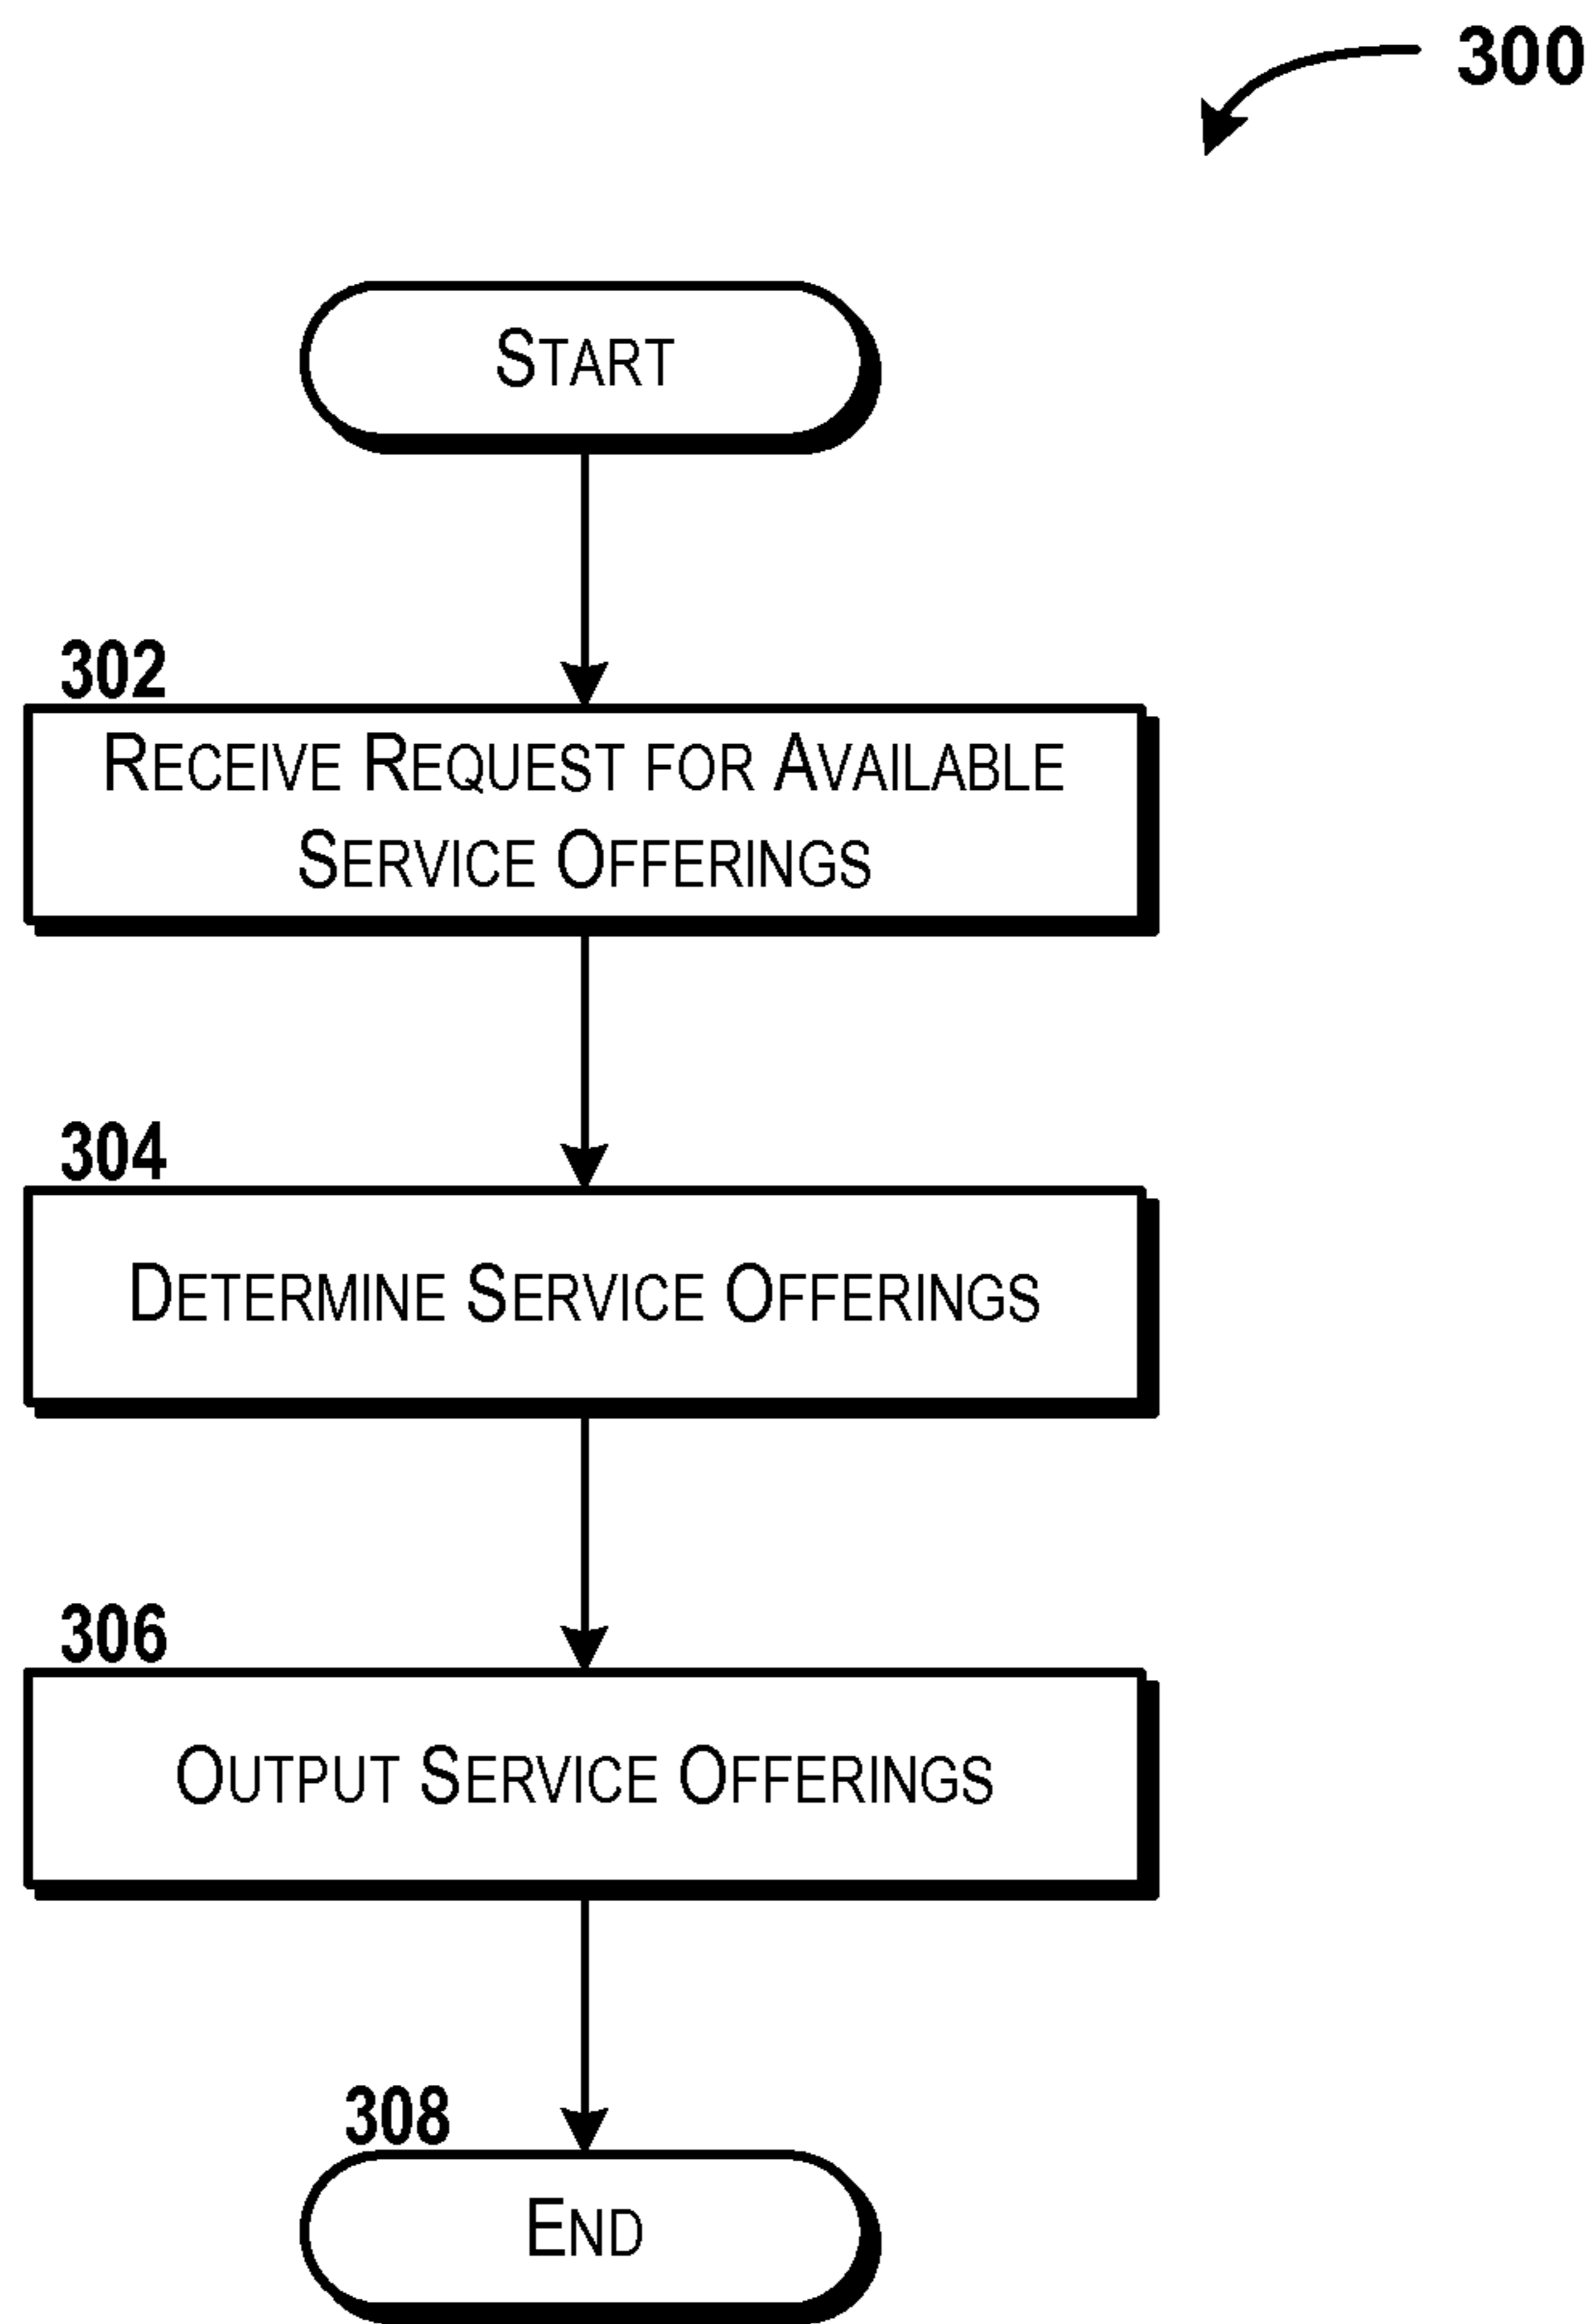 300
START
302
RECEIVE REQUEST FOR AVAILABLE
SERVICE OFFERINGS
304
DETERMINE SERVICE OFFERINGS
306
OUTPUT SERVICE OFFERINGS
308
END